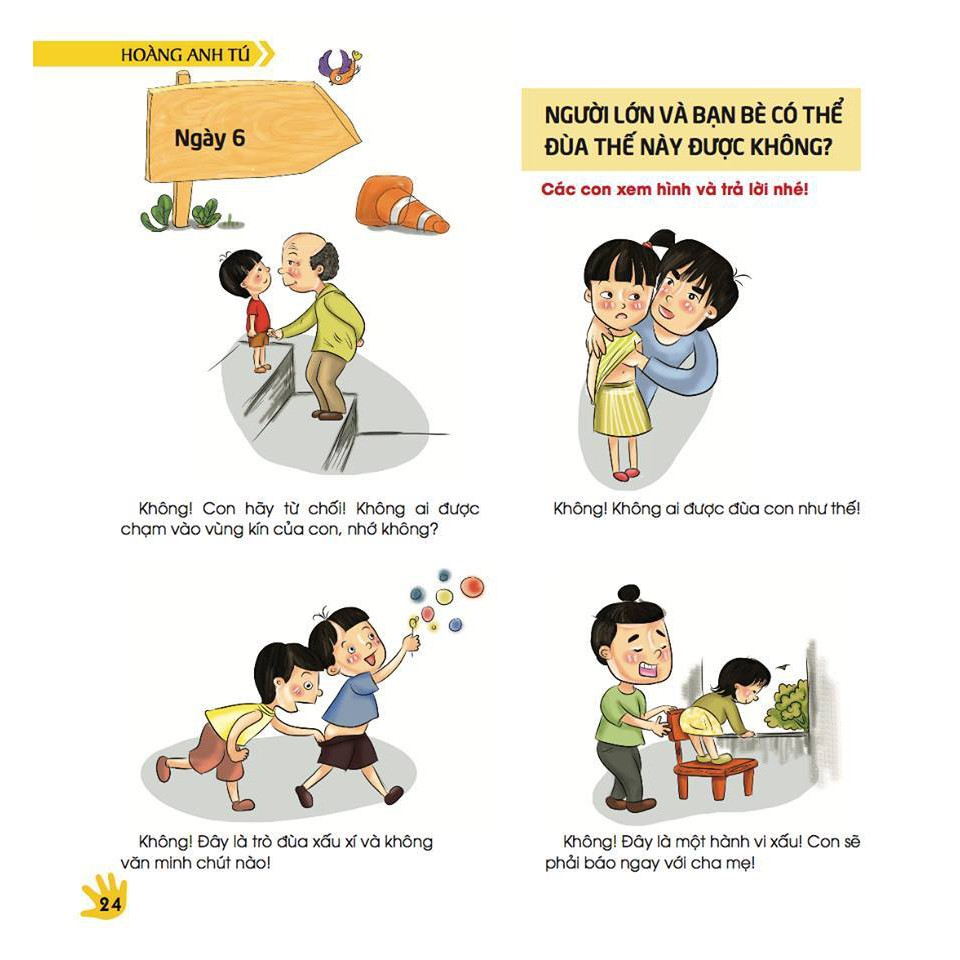 HOÀNG ANH TÚ
Ngày 6
NGƯỜI LỚN VÀ BẠN BÈ CÓ THỂ
ĐÙA THẾ NÀY ĐƯỢC KHÔNG?
Các con xem hình và trả lời nhé!
Không! Con hãy từ chối! Không ai được
chạm vào vùng kín của con, nhớ không?
Không! Không ai được đùa con như thế!
Không! Đây là trò đùa xấu xí và không
văn minh chút nào!
Không! Đây là một hành vi xấu! Con sẽ
phải báo ngay với cha mẹ!
24